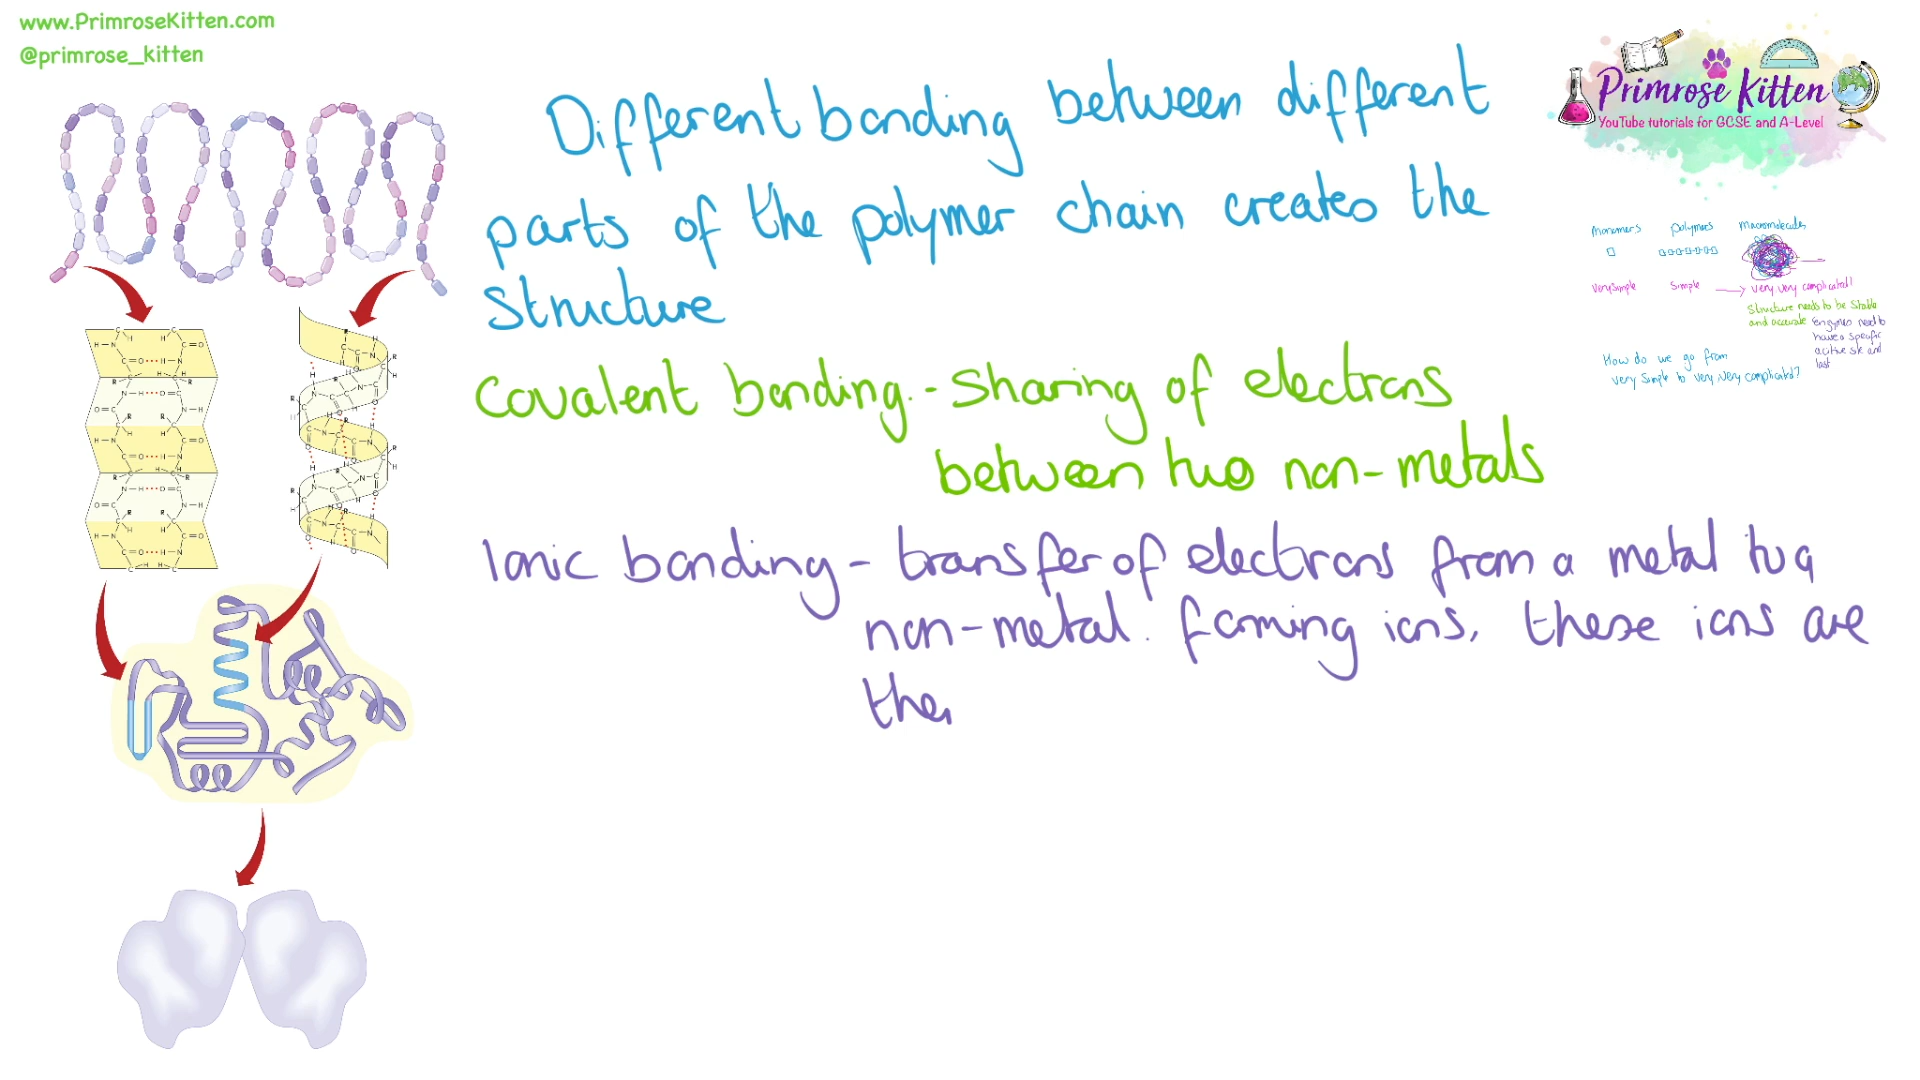 www.PrimroseKitten.com
@primrose_kitten
Different bonding between different
parts of the polymer chain creates the
structure
Covalent bonding - Sharing of electrons
between two non-metals
Ionic bonding - transfer of electrons from a metal to a
non-metal. forming ions, these ions are
then
Primrose Kitten
YouTube tutorials for GCSE and A-Level
Monomers polymers macromolecules
Very simple Simple very very complicated!
Structure needs to be stable
and accurate
Enzymes need to
have a specific
active site and
last
How do we go from
very simple to very very complicated?